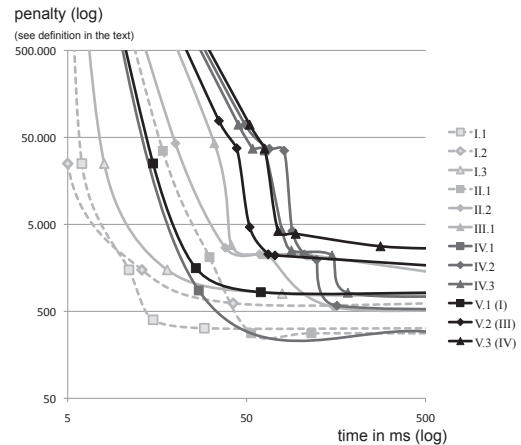 penalty (log)
(see definition in the text)
500.000
50.000
5.000
500
50
5
50
500
time in ms (log)
I.1
I.2
I.3
II.1
II.2
III.1
IV.1
IV.2
IV.3
V.1 (I)
V.2 (III)
V.3 (IV)